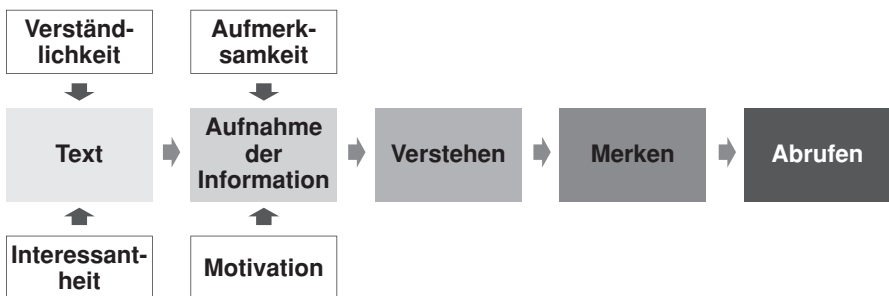 Verständ-
lichkeit
Aufmerk-
samkeit
Text
Aufnahme
der
Information
Verstehen
Merken
Abrufen
Interessant-
heit
Motivation